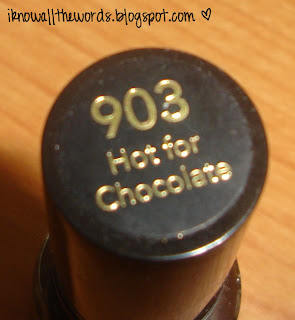 iknowallthewords.blogspot.com ♡
903
Hot for
Chocolate